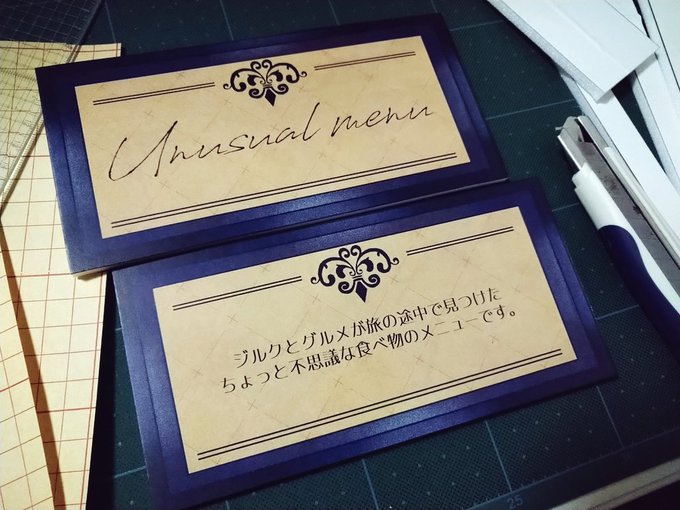 Unusual menu
ジルクとグルメが旅の途中で見つけた
ちょっと不思議な食べ物のメニューです。
25